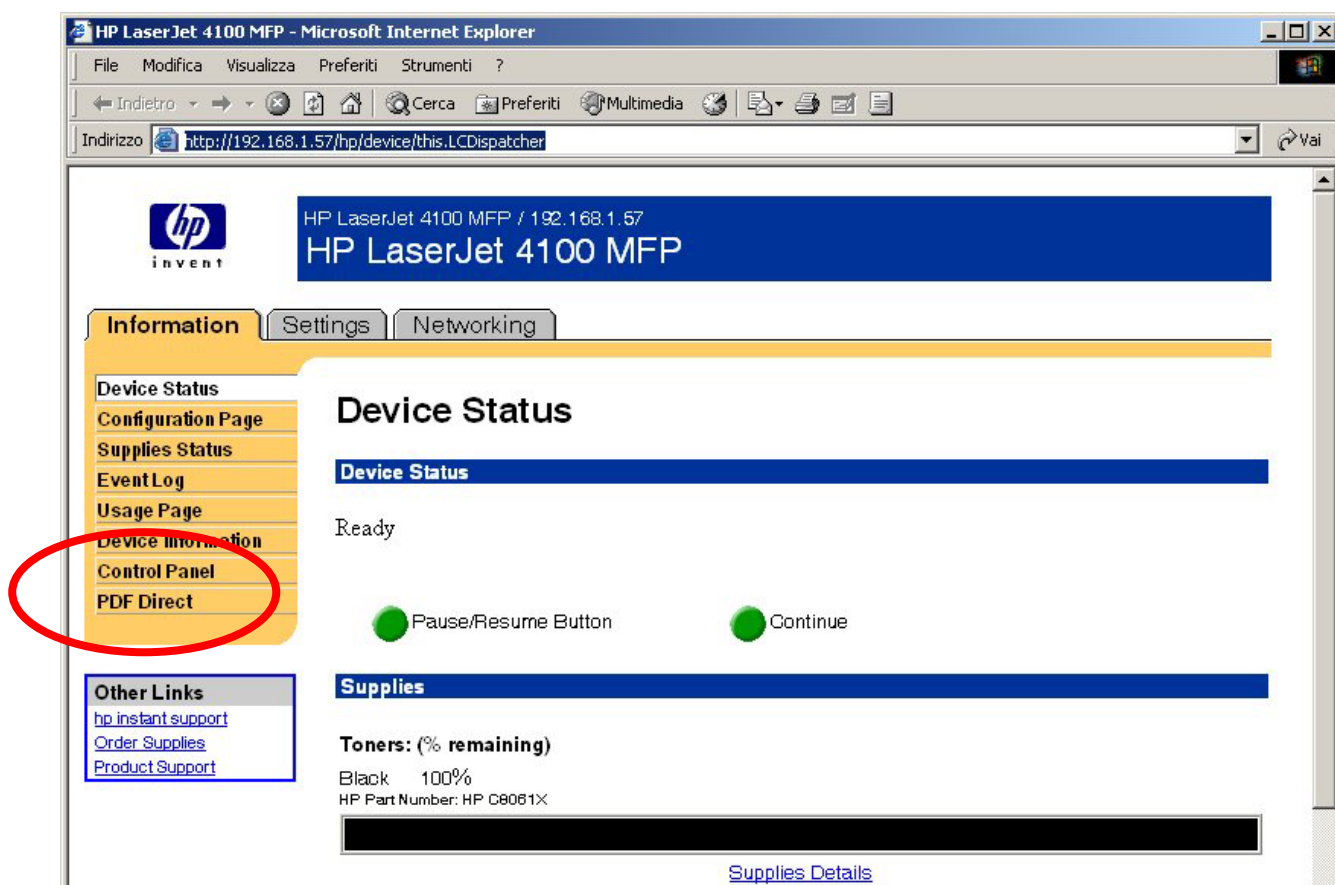 HP LaserJet 4100 MFP - Microsoft Internet Explorer
File Modifica Visualizza Preferiti Strumenti ?
Indietro Cerca Preferiti Multimedia
Indirizzo http://192.168.1.57/hp/device/this.LCDispatcher Vai
hp
invent
HP LaserJet 4100 MFP / 192.168.1.57
HP LaserJet 4100 MFP
Information Settings Networking
Device Status
Configuration Page
Supplies Status
Event Log
Usage Page
Device Information
Control Panel
PDF Direct
Other Links
hp instant support
Order Supplies
Product Support
Device Status
Device Status
Ready
Pause/Resume Button Continue
Supplies
Toners: (% remaining)
Black 100%
HP Part Number: HP C8061X
Supplies Details